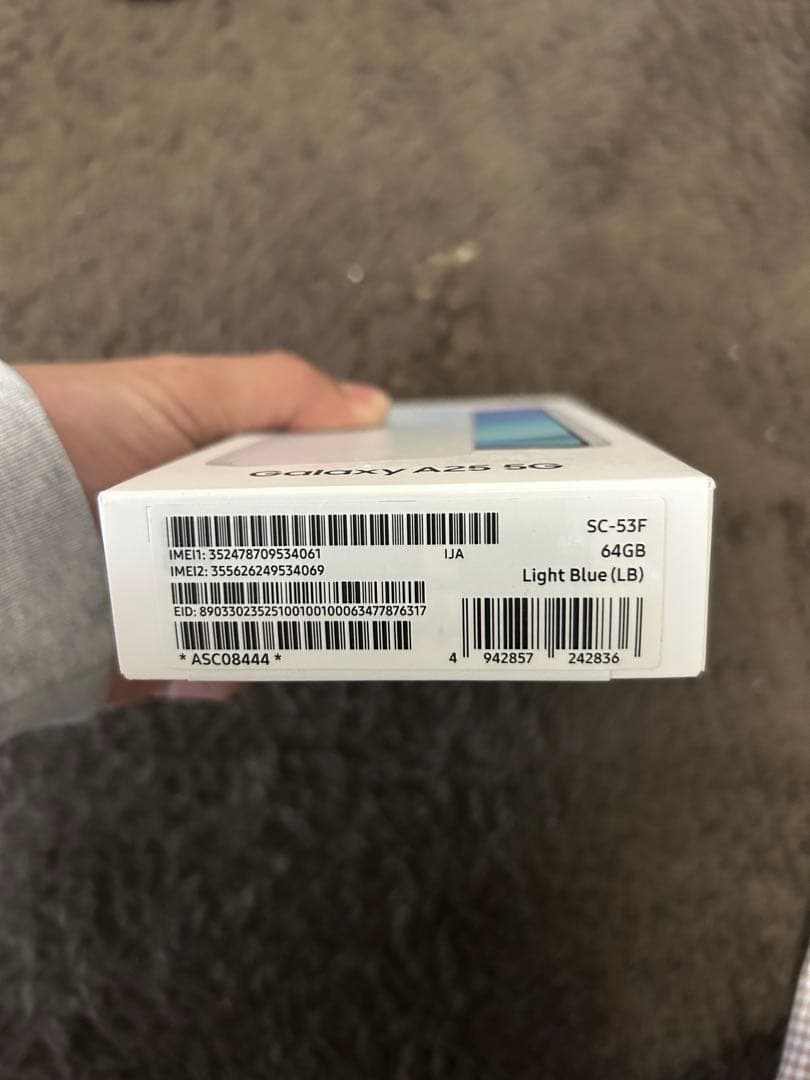 Galaxy A25 5G
SC-53F
IMEI1: 352478709534061 IJA
64GB
IMEI2: 355626249534069
Light Blue (LB)
EID: 89033023525100100100063477876317
* ASC08444 *
4 942857 242836